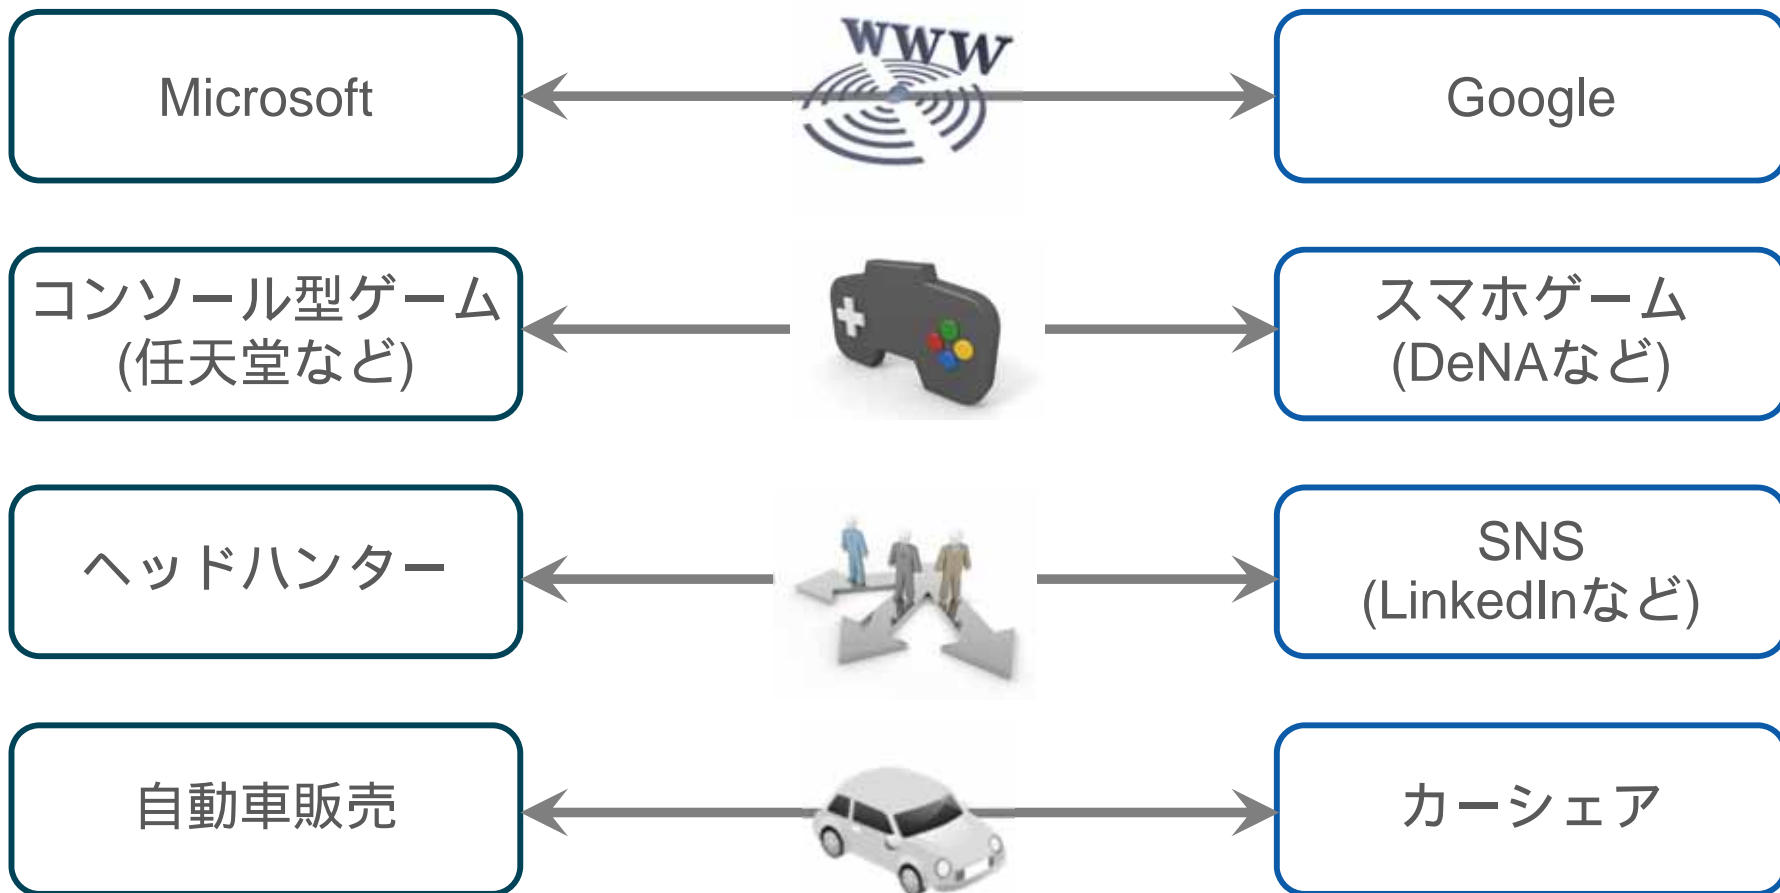 Microsoft
WWW
Google
コンソール型ゲーム
(任天堂など)
スマホゲーム
(DeNAなど)
ヘッドハンター
SNS
(LinkedInなど)
自動車販売
カーシェア